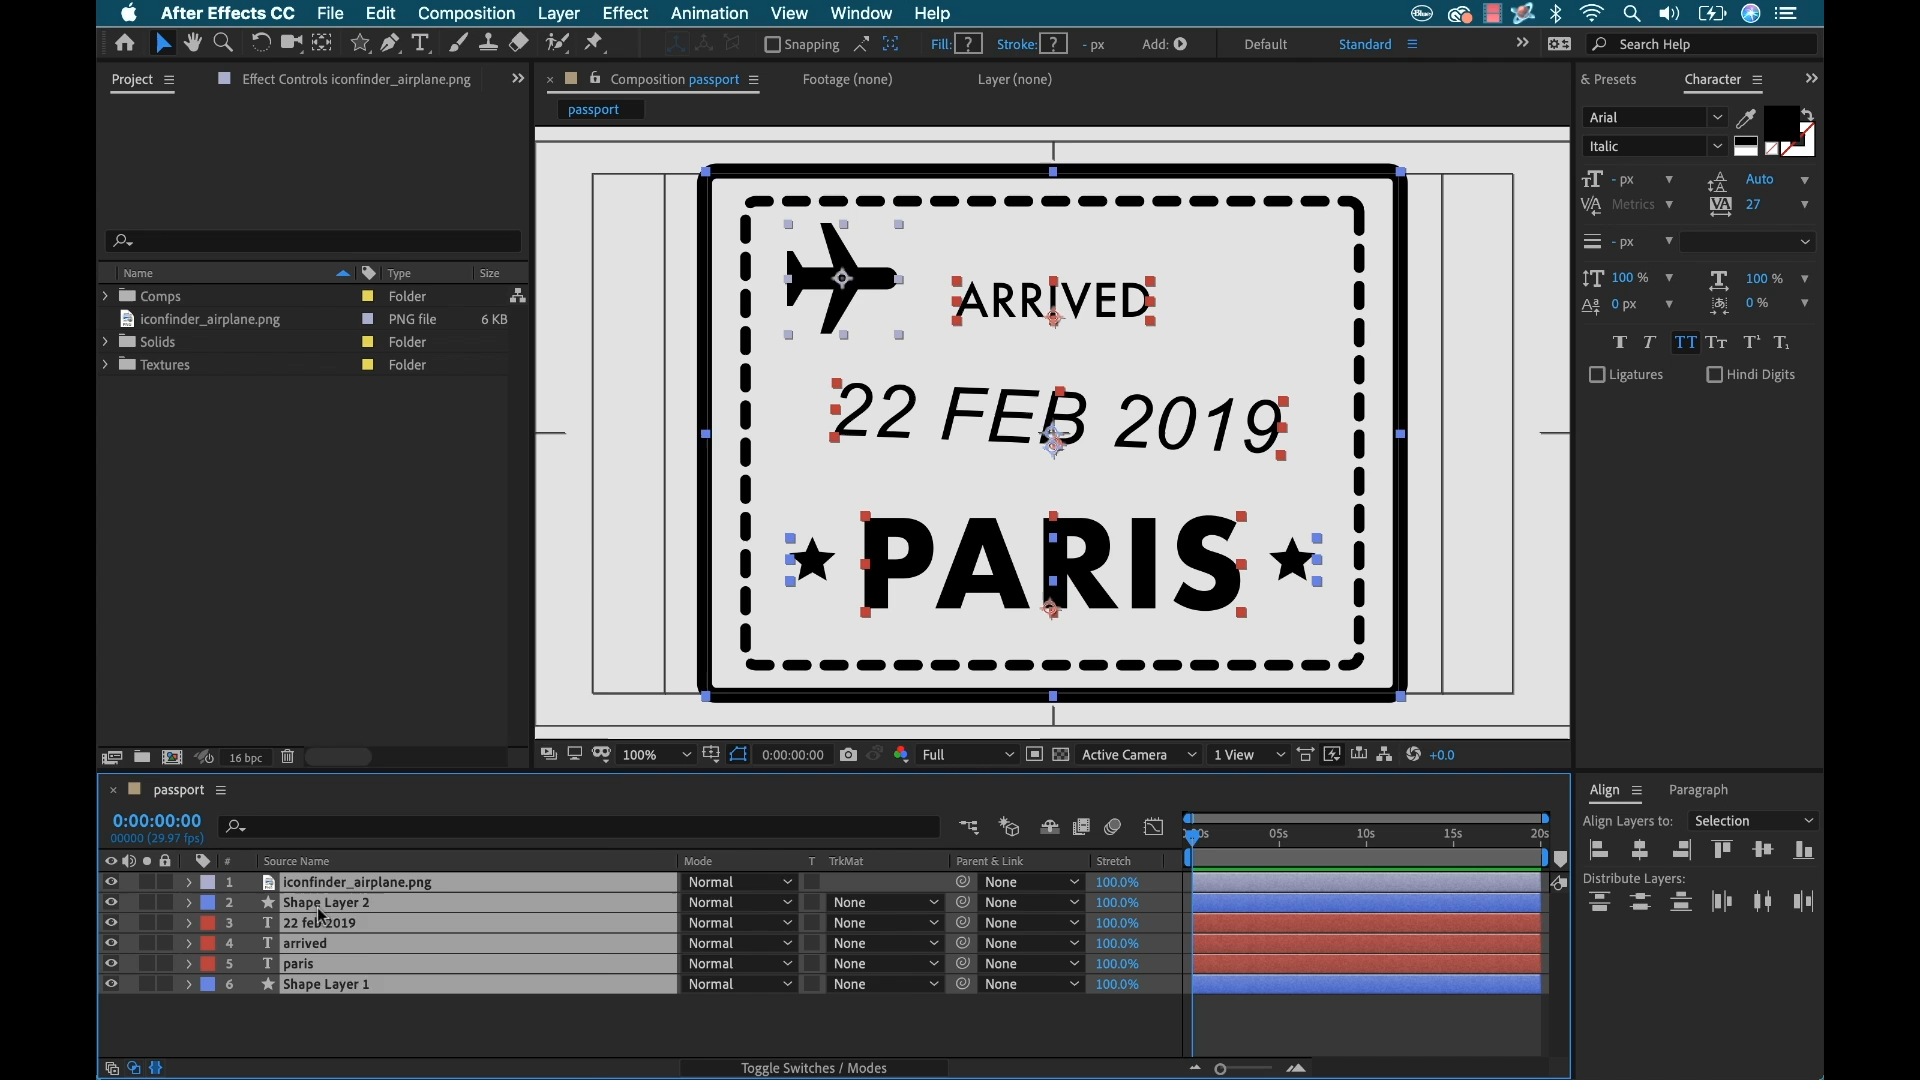 After Effects CC File Edit Composition Layer Effect Animation View Window Help
Snapping Fill: ? Stroke: ? - px Add: Default Standard Search Help
Project Effect Controls iconfinder_airplane.png Composition passport Footage (none) Layer (none) & Presets Character
passport
Arial
Italic
- px Auto
Metrics 27
- px
100 % 100 %
0 px 0 %
T T TT TT T¹ T₁
Ligatures Hindi Digits
Name Type Size
Comps Folder
iconfinder_airplane.png PNG file 6 KB
Solids Folder
Textures Folder
ARRIVED
22 FEB 2019
PARIS
16 bpc
100% 0:00:00:00 Full Active Camera 1 View +0.0
passport
0:00:00:00
00000 (29.97 fps)
05s 10s 15s 20s
# Source Name Mode T TrkMat Parent & Link Stretch
1 iconfinder_airplane.png Normal None 100.0%
2 Shape Layer 2 Normal None None 100.0%
3 22 feb 2019 Normal None None 100.0%
4 arrived Normal None None 100.0%
5 paris Normal None None 100.0%
6 Shape Layer 1 Normal None None 100.0%
Toggle Switches / Modes
Align Paragraph
Align Layers to: Selection
Distribute Layers: